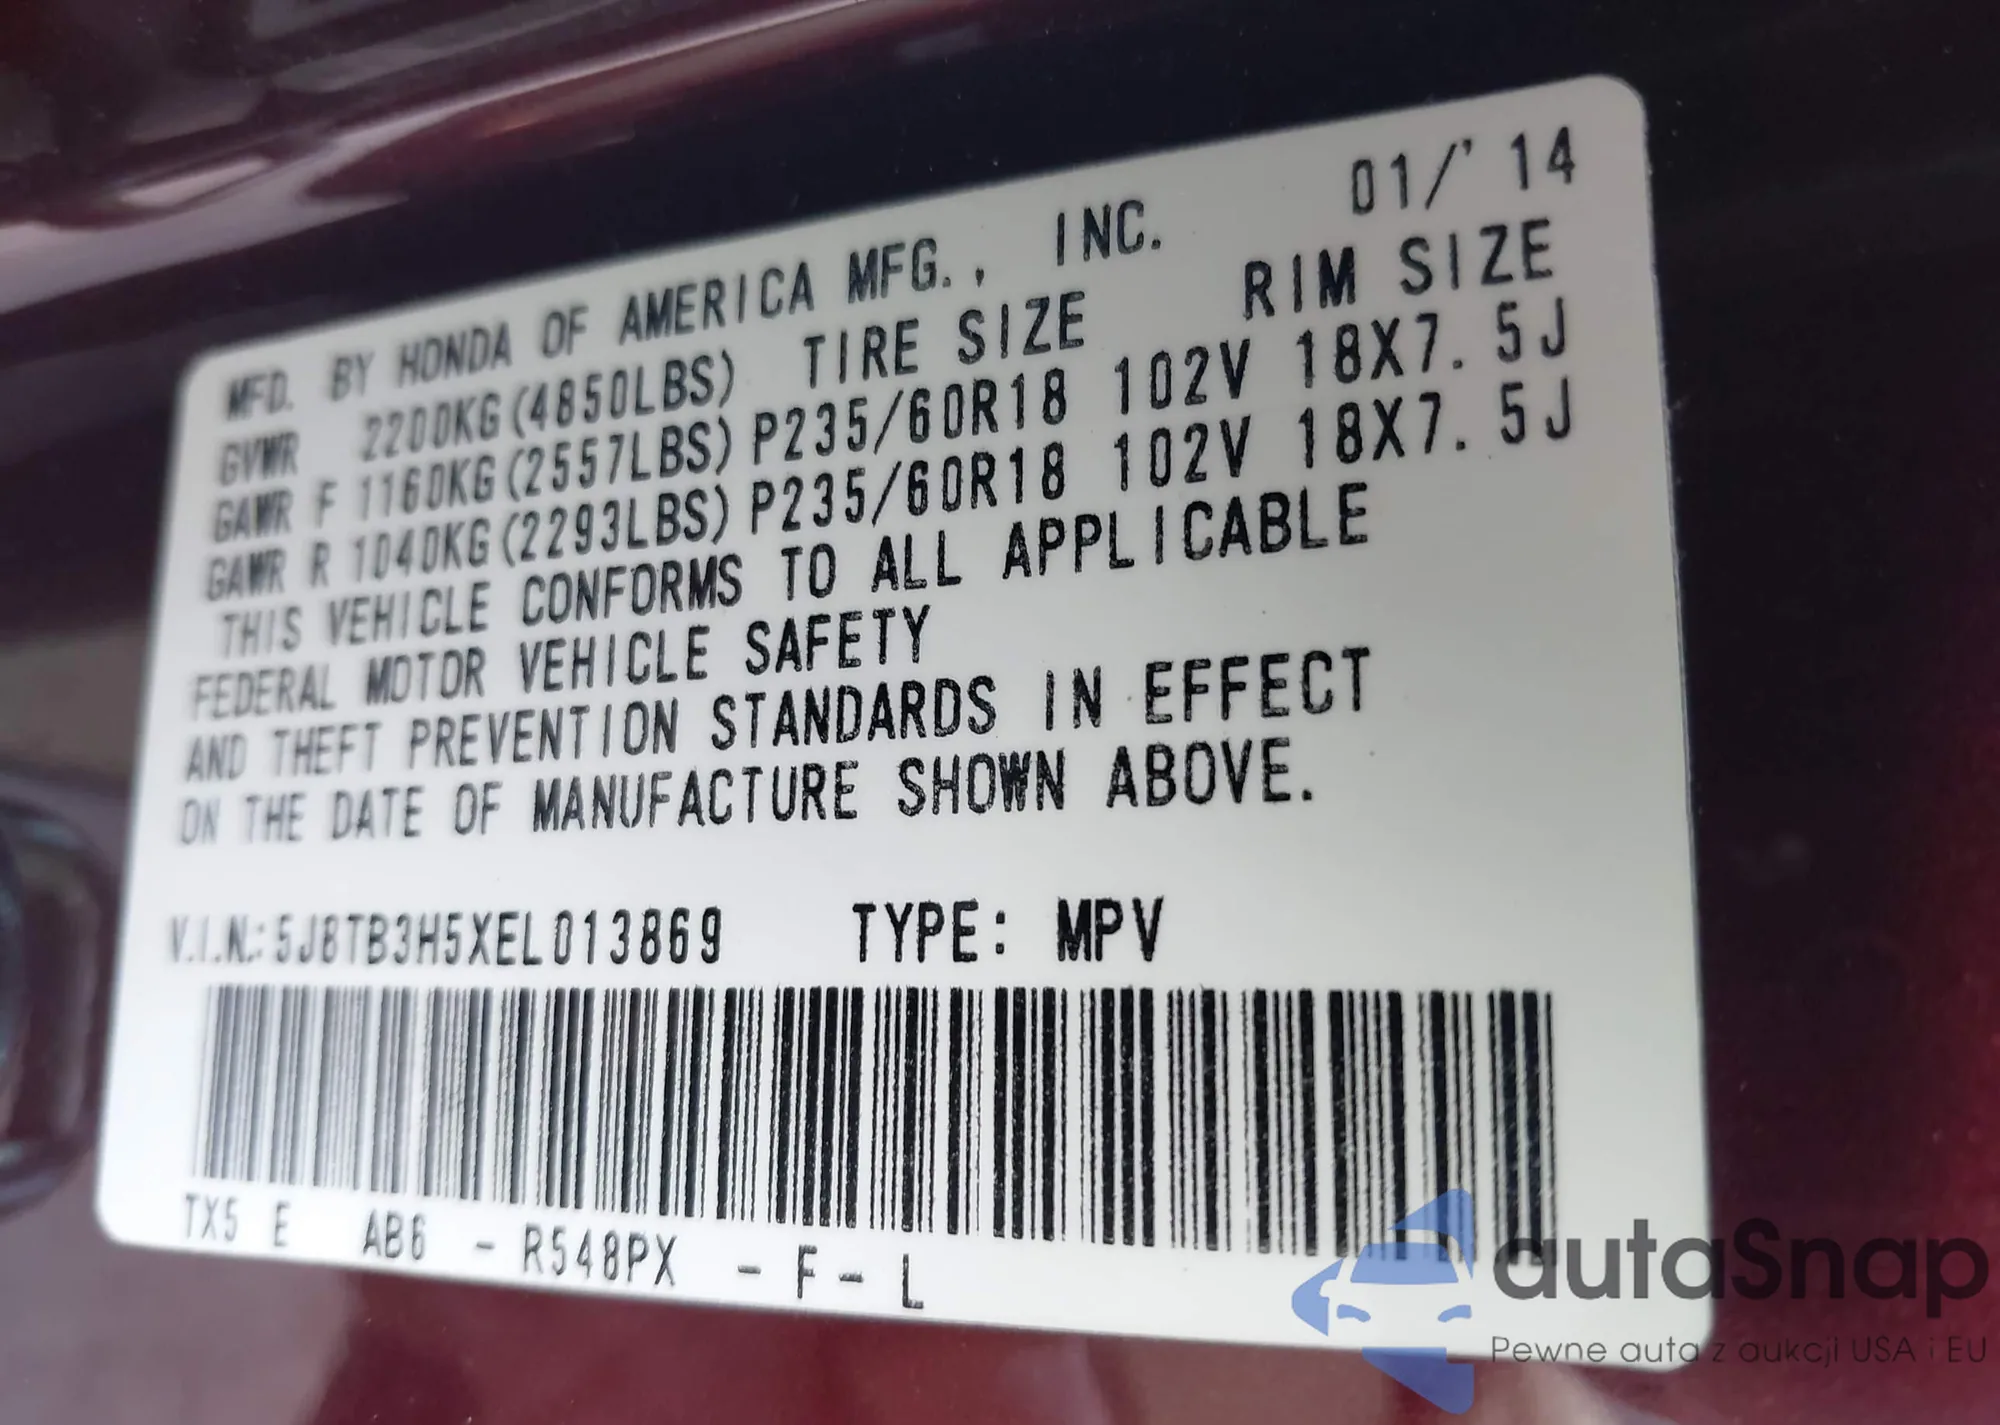 01/'14
MFD. BY HONDA OF AMERICA MFG., INC.
GVWR 2200KG(4850LBS) TIRE SIZE RIM SIZE
GAWR F 1160KG(2557LBS) P235/60R18 102V 18X7.5J
GAWR R 1040KG(2293LBS) P235/60R18 102V 18X7.5J
THIS VEHICLE CONFORMS TO ALL APPLICABLE
FEDERAL MOTOR VEHICLE SAFETY
AND THEFT PREVENTION STANDARDS IN EFFECT
ON THE DATE OF MANUFACTURE SHOWN ABOVE.
V.I.N.:5J8TB3H5XEL013869 TYPE: MPV
TX5 E AB6 - R548PX - F - L
autaSnap
Pewne auta z aukcji USA i EU